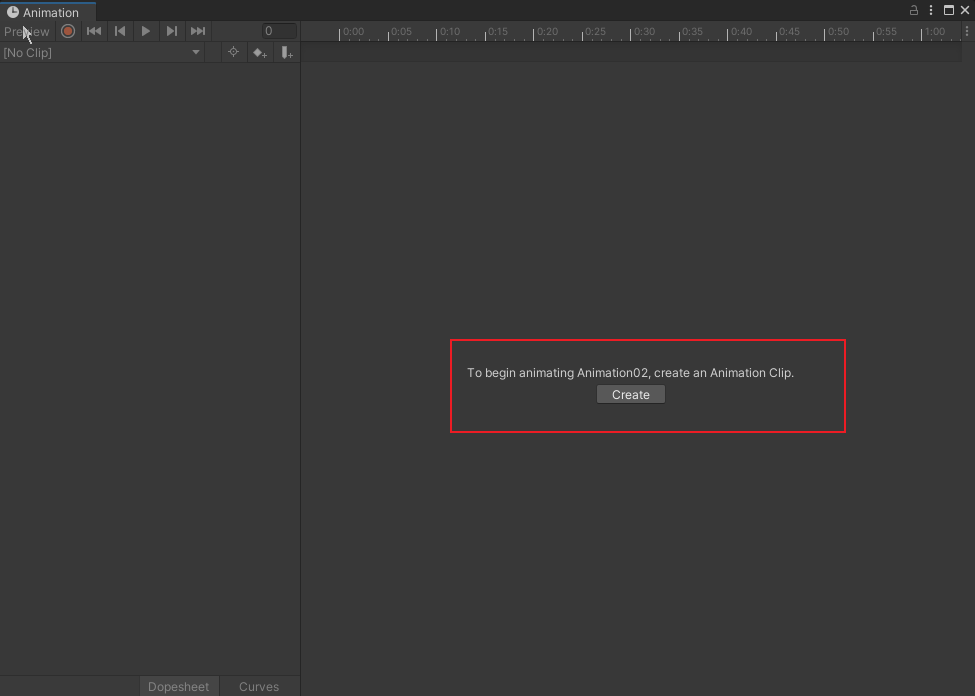 Animation
Preview
0
0:00 0:05 0:10 0:15 0:20 0:25 0:30 0:35 0:40 0:45 0:50 0:55 1:00
[No Clip]
To begin animating Animation02, create an Animation Clip.
Create
Dopesheet Curves